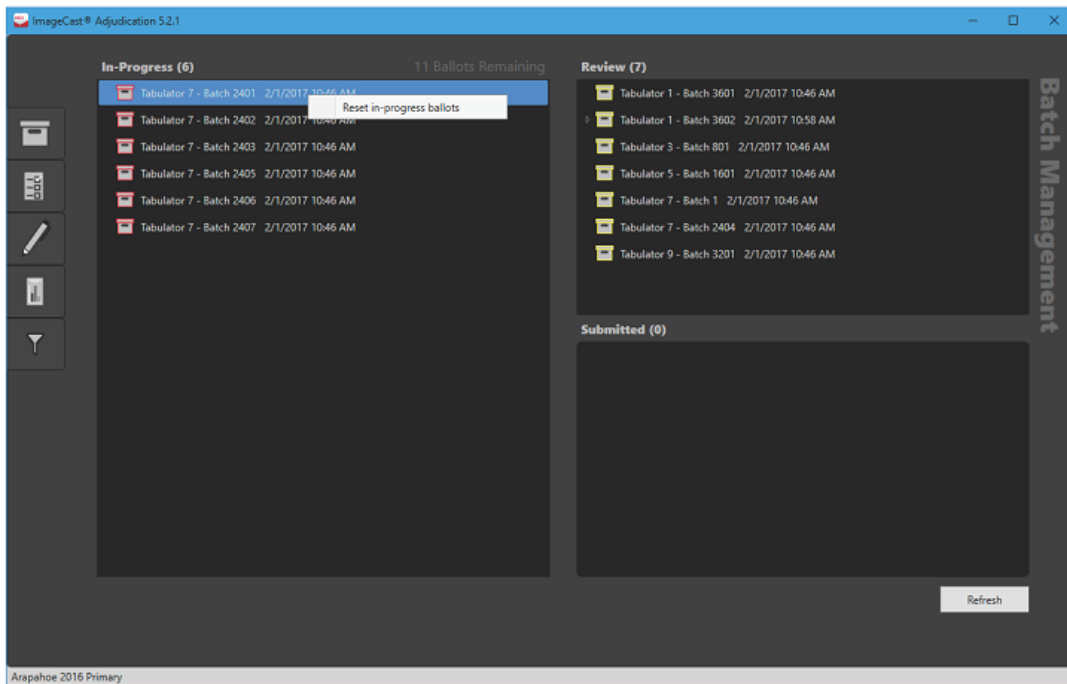 ImageCast® Adjudication 5.2.1
In-Progress (6) 11 Ballots Remaining
Tabulator 7 - Batch 2401 2/1/2017 10:46 AM
Reset in-progress ballots
Tabulator 7 - Batch 2402 2/1/2017 10:46 AM
Tabulator 7 - Batch 2403 2/1/2017 10:46 AM
Tabulator 7 - Batch 2405 2/1/2017 10:46 AM
Tabulator 7 - Batch 2406 2/1/2017 10:46 AM
Tabulator 7 - Batch 2407 2/1/2017 10:46 AM
Review (7)
Tabulator 1 - Batch 3601 2/1/2017 10:46 AM
Tabulator 1 - Batch 3602 2/1/2017 10:58 AM
Tabulator 3 - Batch 801 2/1/2017 10:46 AM
Tabulator 5 - Batch 1601 2/1/2017 10:46 AM
Tabulator 7 - Batch 1 2/1/2017 10:46 AM
Tabulator 7 - Batch 2404 2/1/2017 10:46 AM
Tabulator 9 - Batch 3201 2/1/2017 10:46 AM
Submitted (0)
Batch Management
Refresh
Arapahoe 2016 Primary